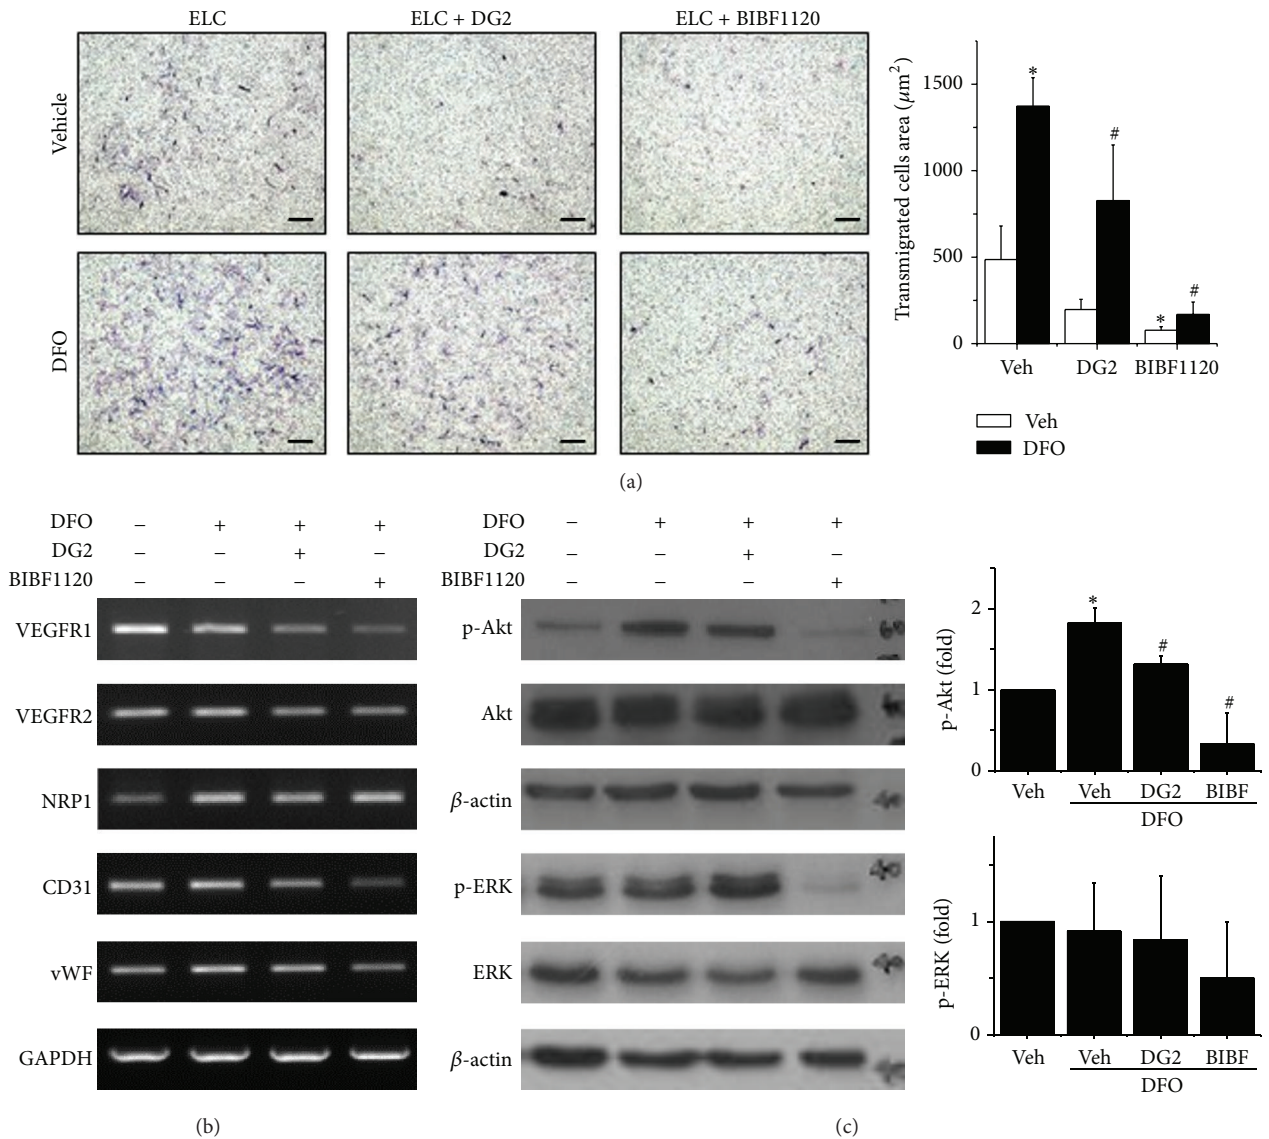 ELC ELC + DG2 ELC + BIBF1120
Vehicle
DFO
Transmigrated cells area (μm²)
1500
1000
500
0
*
#
*
#
Veh DG2 BIBF1120
Veh
DFO
(a)
DFO − + + +
DG2 − − + −
BIBF1120 − − − +
VEGFR1
VEGFR2
NRP1
CD31
vWF
GAPDH
(b)
DFO − + + +
DG2 − − + −
BIBF1120 − − − +
p-Akt
Akt
β-actin
p-ERK
ERK
β-actin
p-Akt (fold)
2
1
0
*
#
#
Veh Veh DG2 BIBF
DFO
p-ERK (fold)
1
0
Veh Veh DG2 BIBF
DFO
(c)